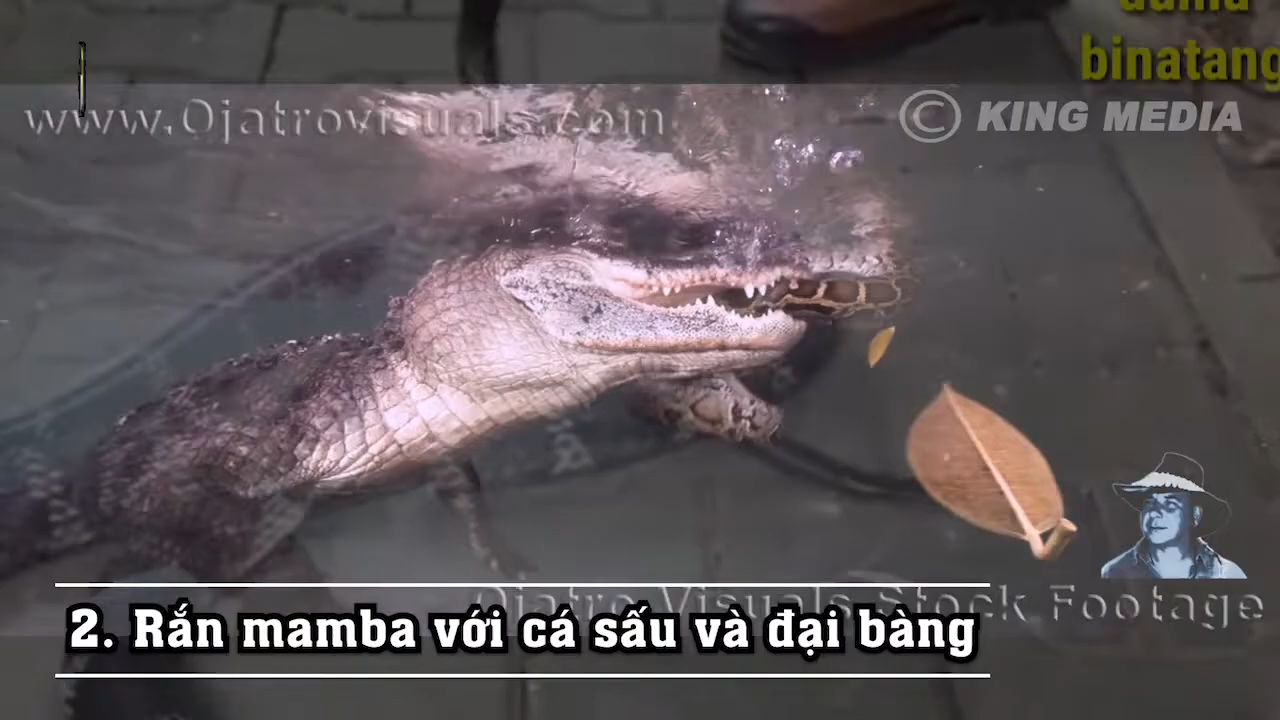 binatang
www.Ojatrovisuals.com
© KING MEDIA
Ojatro Visuals Stock Footage
2. Rắn mamba với cá sấu và đại bàng